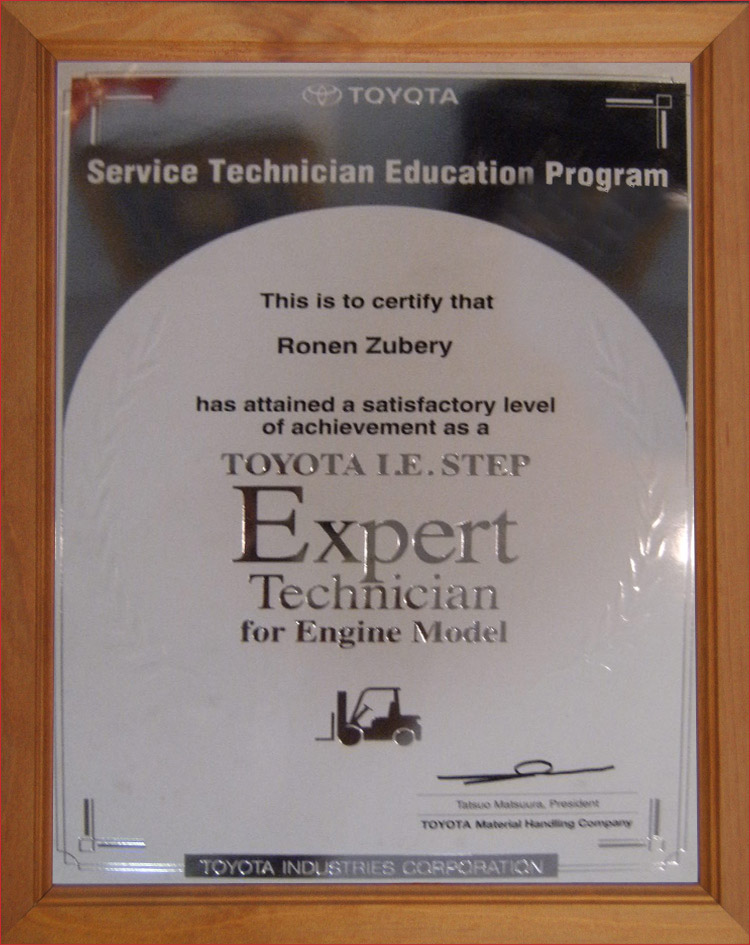 TOYOTA
Service Technician Education Program
This is to certify that
Ronen Zubery
has attained a satisfactory level
of achievement as a
TOYOTA I.E. STEP
Expert
Technician
for Engine Model
Tatsuo Matsuura, President
TOYOTA Material Handling Company
TOYOTA INDUSTRIES CORPORATION